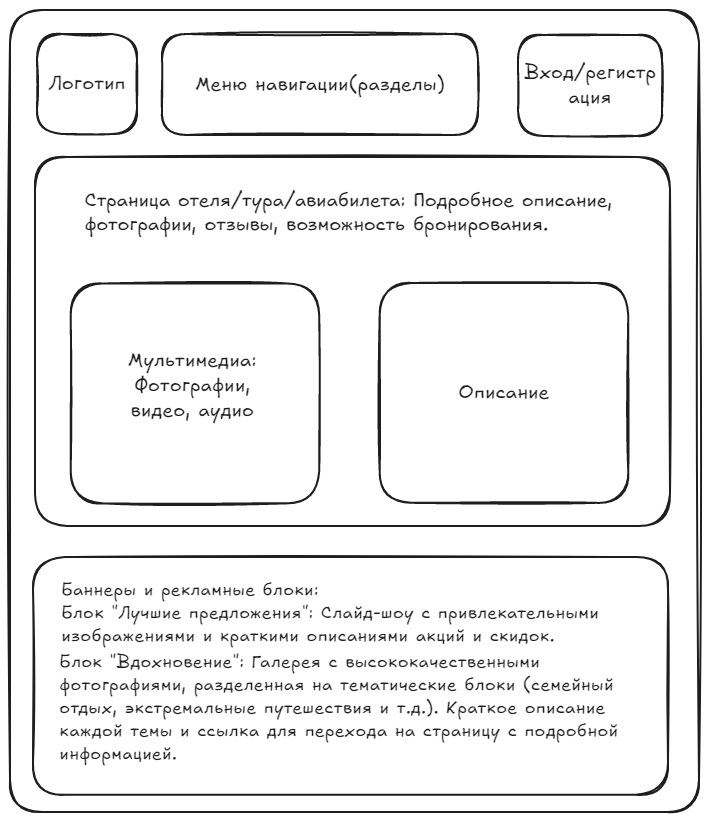 Логотип
Меню навигации(разделы)
Вход/регистр
ация
Страница отеля/тура/авиабилета: Подробное описание,
фотографии, отзывы, возможность бронирования.
Мультимедиа:
Фотографии,
видео, аудио
Описание
Баннеры и рекламные блоки:
Блок "Лучшие предложения": Слайд-шоу с привлекательными
изображениями и краткими описаниями акций и скидок.
Блок "Вдохновение": Галерея с высококачественными
фотографиями, разделенная на тематические блоки (семейный
отдых, экстремальные путешествия и т.д.). Краткое описание
каждой темы и ссылка для перехода на страницу с подробной
информацией.